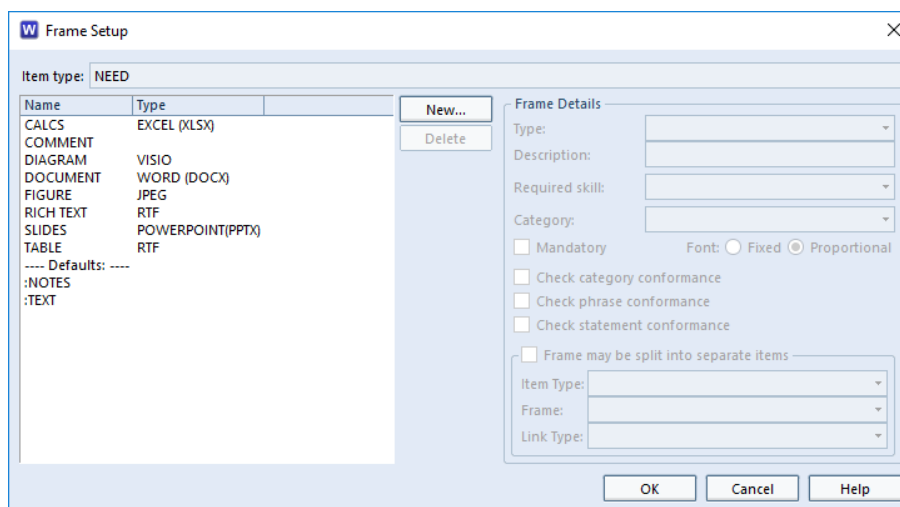 W Frame Setup
Item type: NEED
Name Type
CALCS EXCEL (XLSX)
COMMENT
DIAGRAM VISIO
DOCUMENT WORD (DOCX)
FIGURE JPEG
RICH TEXT RTF
SLIDES POWERPOINT(PPTX)
TABLE RTF
---- Defaults: ----
:NOTES
:TEXT
New...
Delete
Frame Details
Type:
Description:
Required skill:
Category:
Mandatory Font: Fixed Proportional
Check category conformance
Check phrase conformance
Check statement conformance
Frame may be split into separate items
Item Type:
Frame:
Link Type:
OK Cancel Help